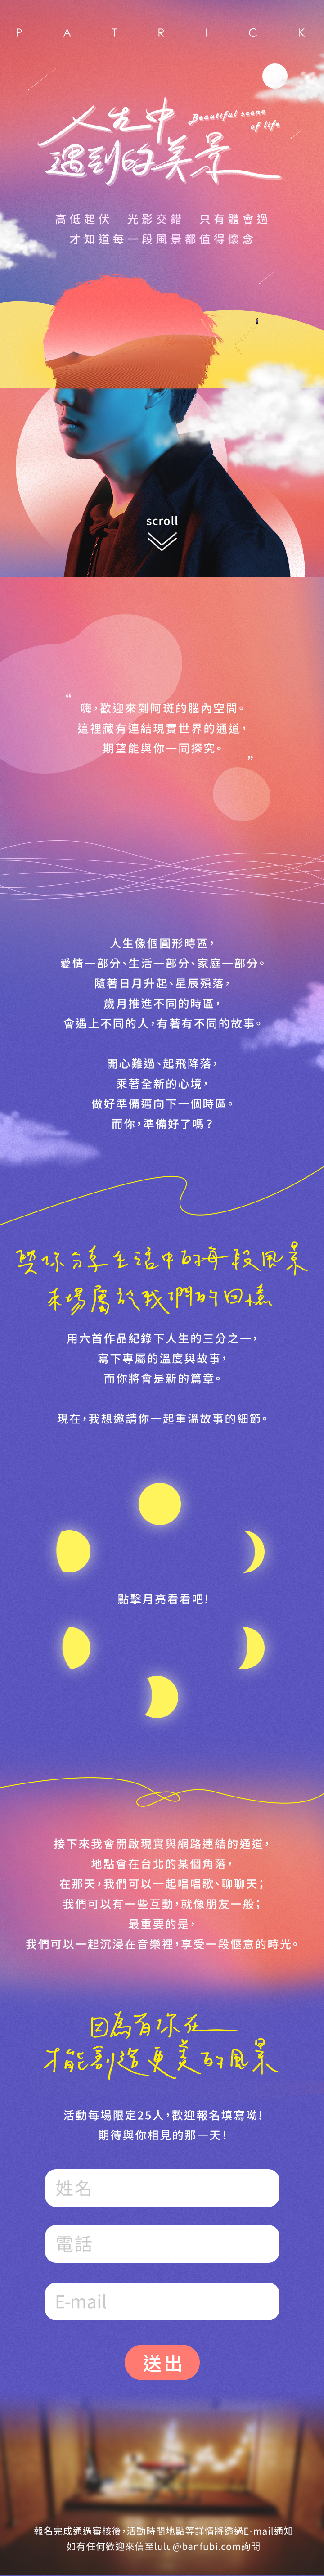 PATRICK
人生中
遇到的美景
Beautiful scene
of life
高低起伏 光影交錯 只有體會過
才知道每一段風景都值得懷念
scroll
“
嗨，歡迎來到阿斑的腦內空間。
這裡藏有連結現實世界的通道，
期望能與你一同探究。
”
人生像個圓形時區，
愛情一部分、生活一部分、家庭一部分。
隨著日月升起、星辰殞落，
歲月推進不同的時區，
會遇上不同的人，有著有不同的故事。
開心難過、起飛降落，
乘著全新的心境，
做好準備邁向下一個時區。
而你，準備好了嗎？
與你分享生活中的每一段風景
來場屬於我們的回憶
用六首作品紀錄下人生的三分之一，
寫下專屬的溫度與故事，
而你將會是新的篇章。
現在，我想邀請你一起重溫故事的細節。
點擊月亮看看吧！
接下來我會開啟現實與網路連結的通道，
地點會在台北的某個角落，
在那天，我們可以一起唱唱歌、聊聊天；
我們可以有一些互動，就像朋友一般；
最重要的是，
我們可以一起沉浸在音樂裡，享受一段愜意的時光。
因為有你在
才能創造更美的風景
活動每場限定25人，歡迎報名填寫呦！
期待與你相見的那一天！
姓名
電話
E-mail
送出
報名完成通過審核後，活動時間地點等詳情將透過E-mail通知
如有任何歡迎來信至lulu@banfubi.com詢問